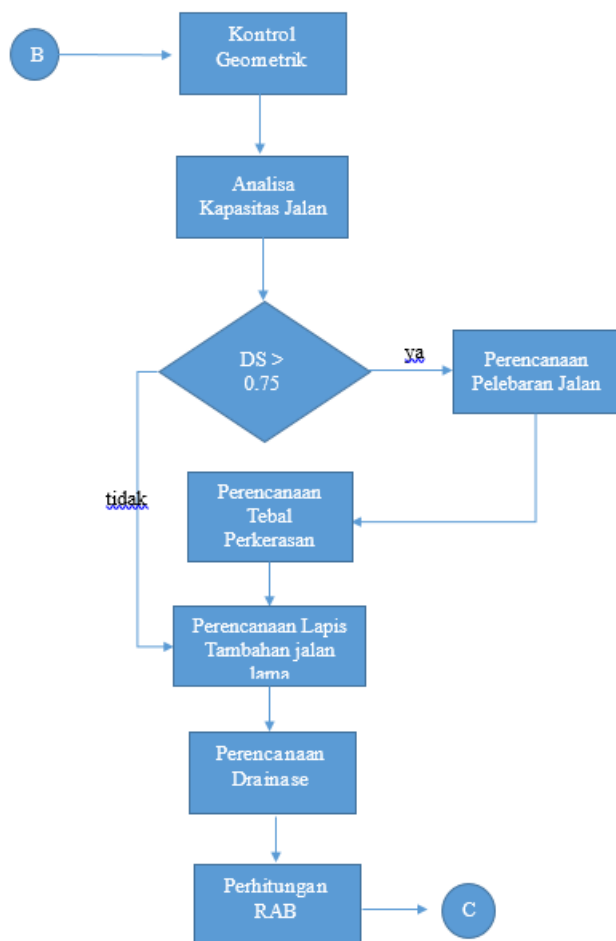 B
Kontrol
Geometrik
Analisa
Kapasitas Jalan
DS >
0.75
ya
Perencanaan
Pelebaran Jalan
tidak
Perencanaan
Tebal
Perkerasan
Perencanaan Lapis
Tambahan jalan
lama
Perencanaan
Drainase
Perhitungan
RAB
C